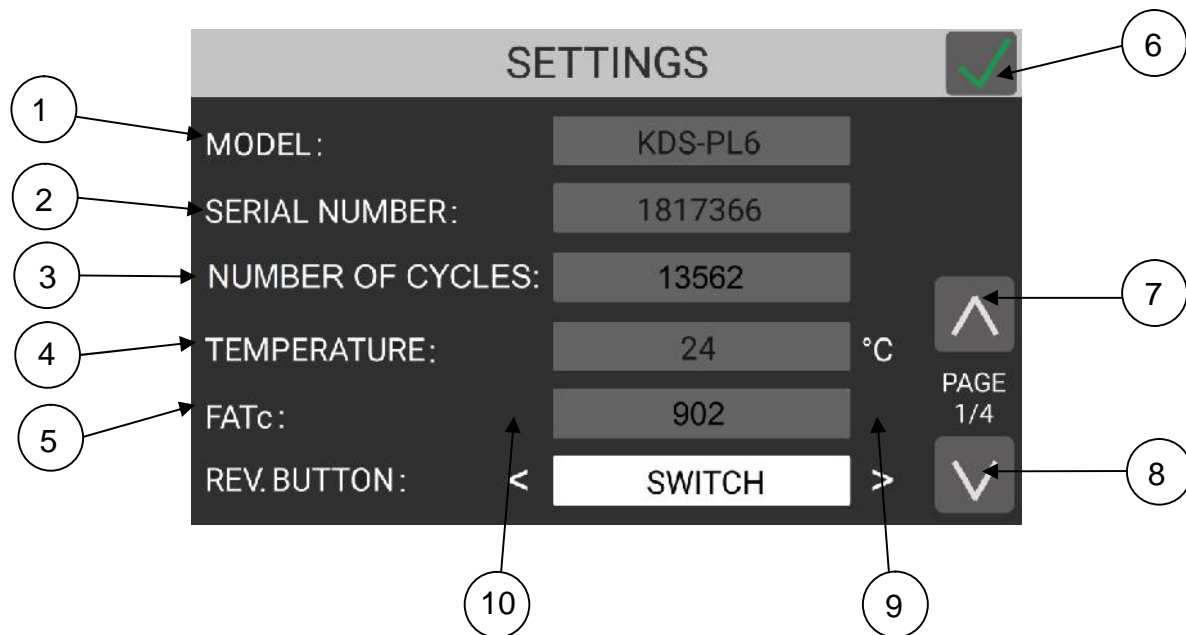 SETTINGS
6
1
MODEL: KDS-PL6
2
SERIAL NUMBER: 1817366
3
NUMBER OF CYCLES: 13562
7
4
TEMPERATURE: 24 °C
PAGE
1/4
5
FATc: 902
REV. BUTTON: < SWITCH >
8
10
9